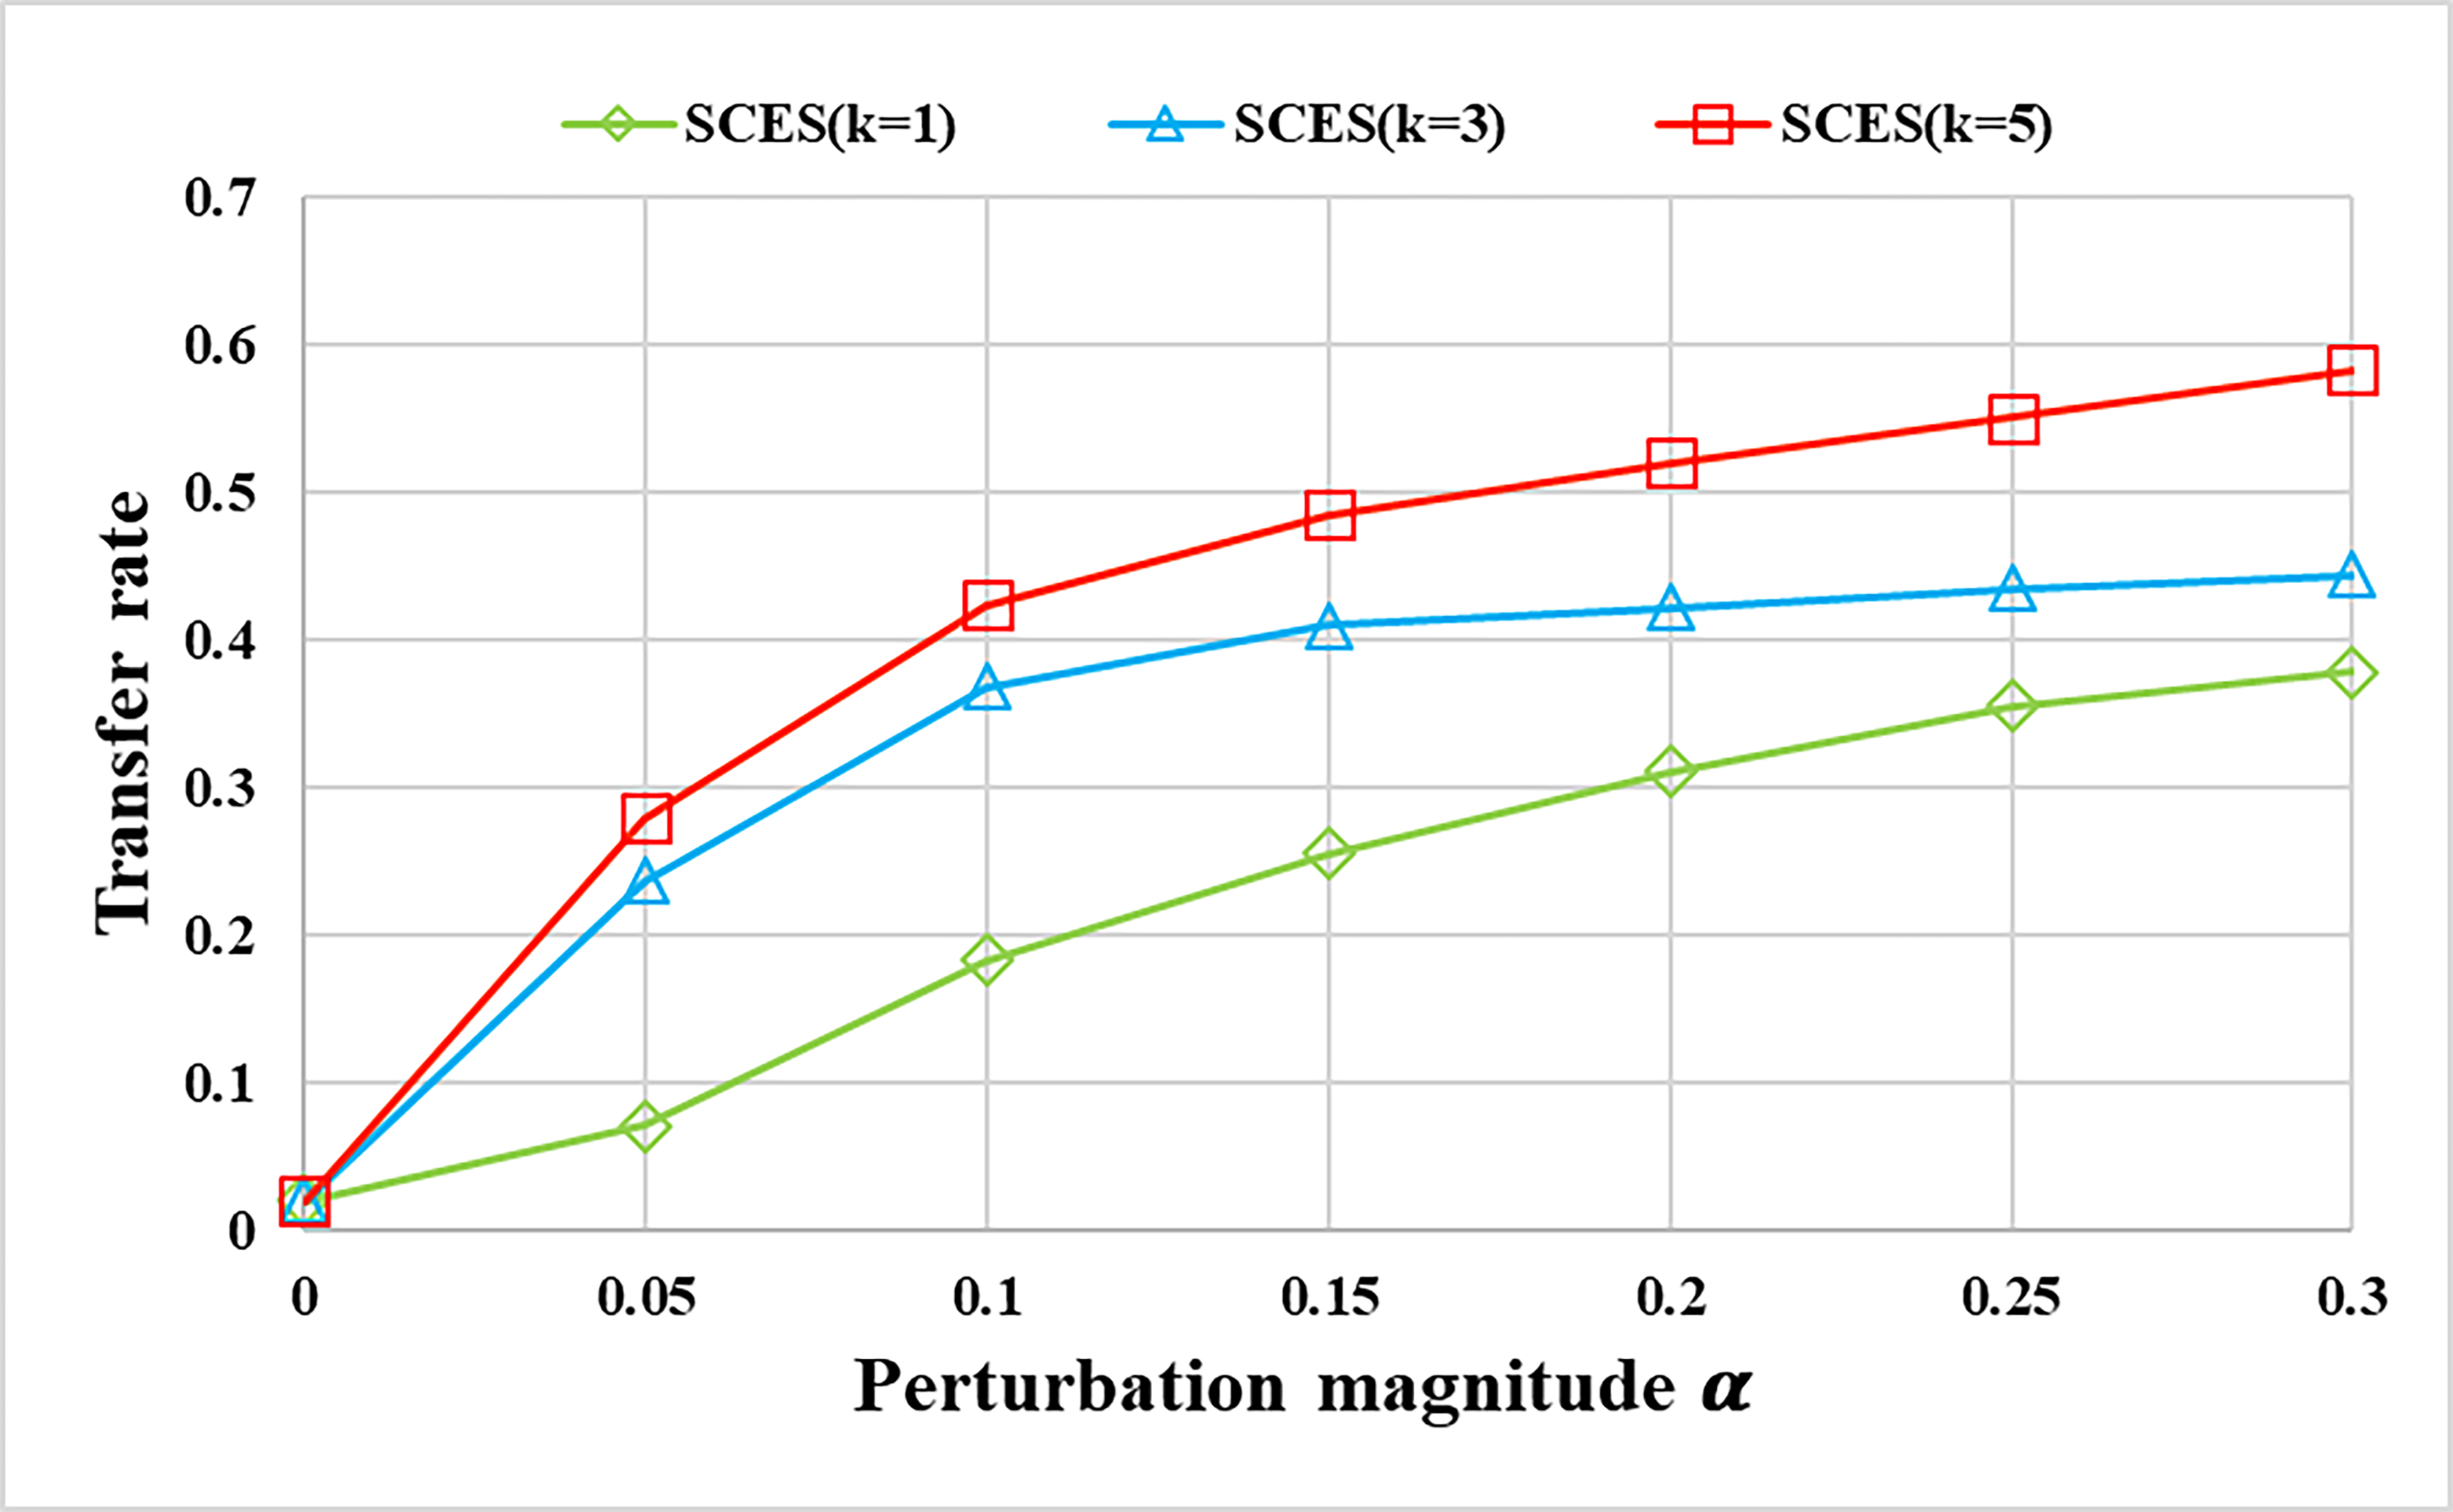 SCES(k=1) SCES(k=3) SCES(k=5)
0.7
0.6
0.5
0.4
0.3
0.2
0.1
0
Transfer rate
0 0.05 0.1 0.15 0.2 0.25 0.3
Perturbation magnitude α